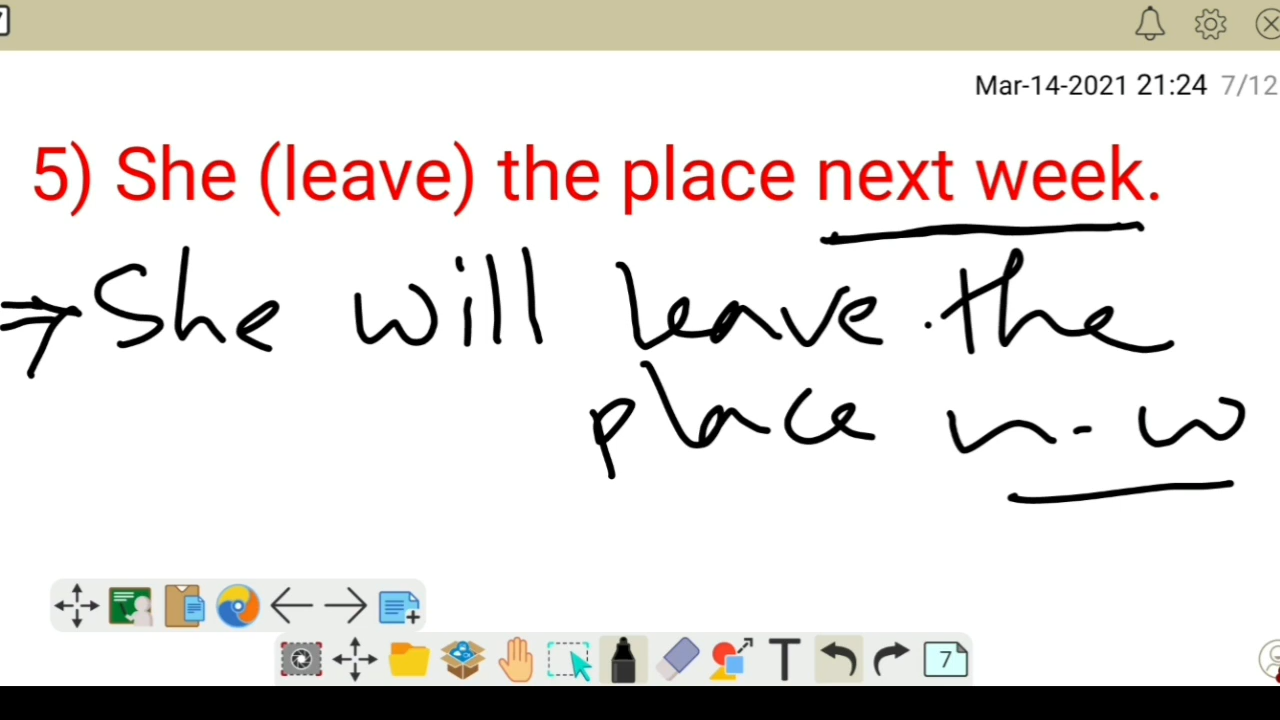 Mar-14-2021 21:24 7/12
5) She (leave) the place next week.
⇒ She will leave the
place n-w
T
7